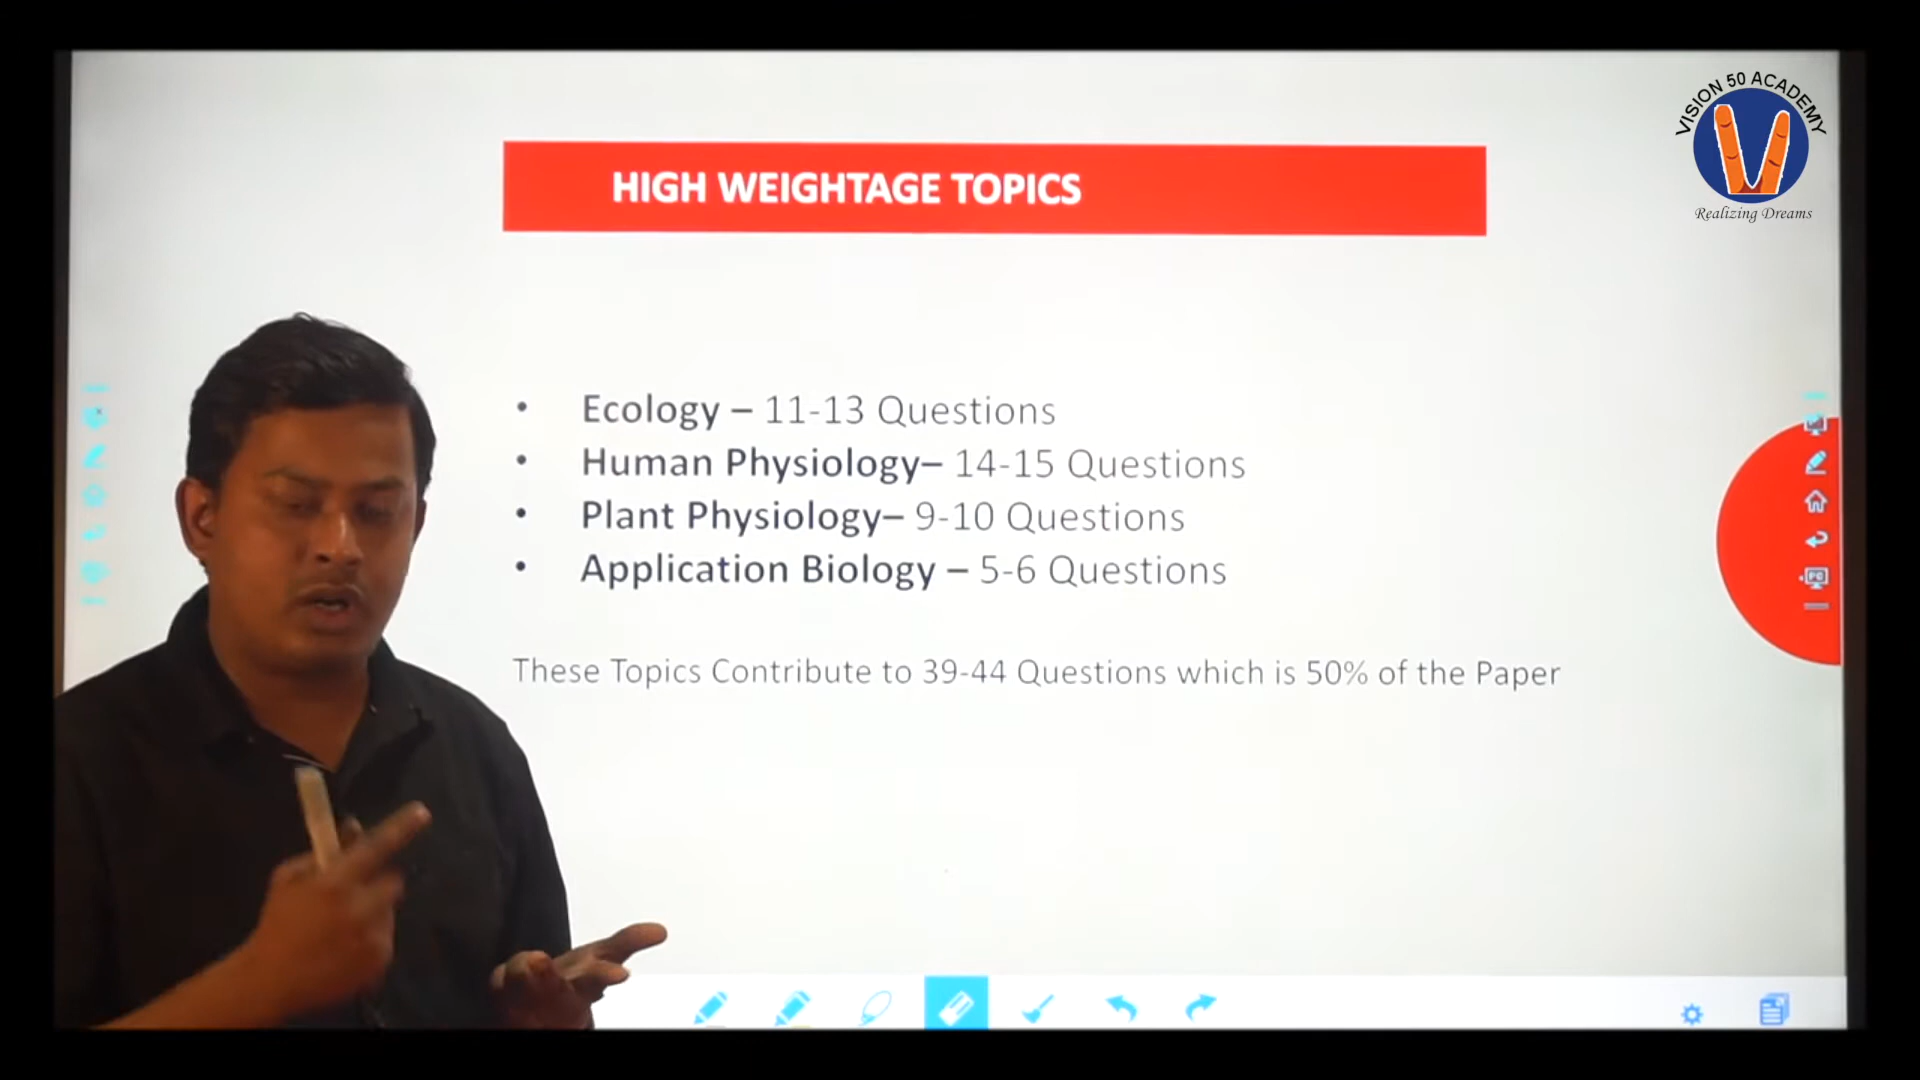 VISION 50 ACADEMY
Realizing Dreams
HIGH WEIGHTAGE TOPICS
• Ecology – 11-13 Questions
• Human Physiology– 14-15 Questions
• Plant Physiology– 9-10 Questions
• Application Biology – 5-6 Questions
These Topics Contribute to 39-44 Questions which is 50% of the Paper
PC